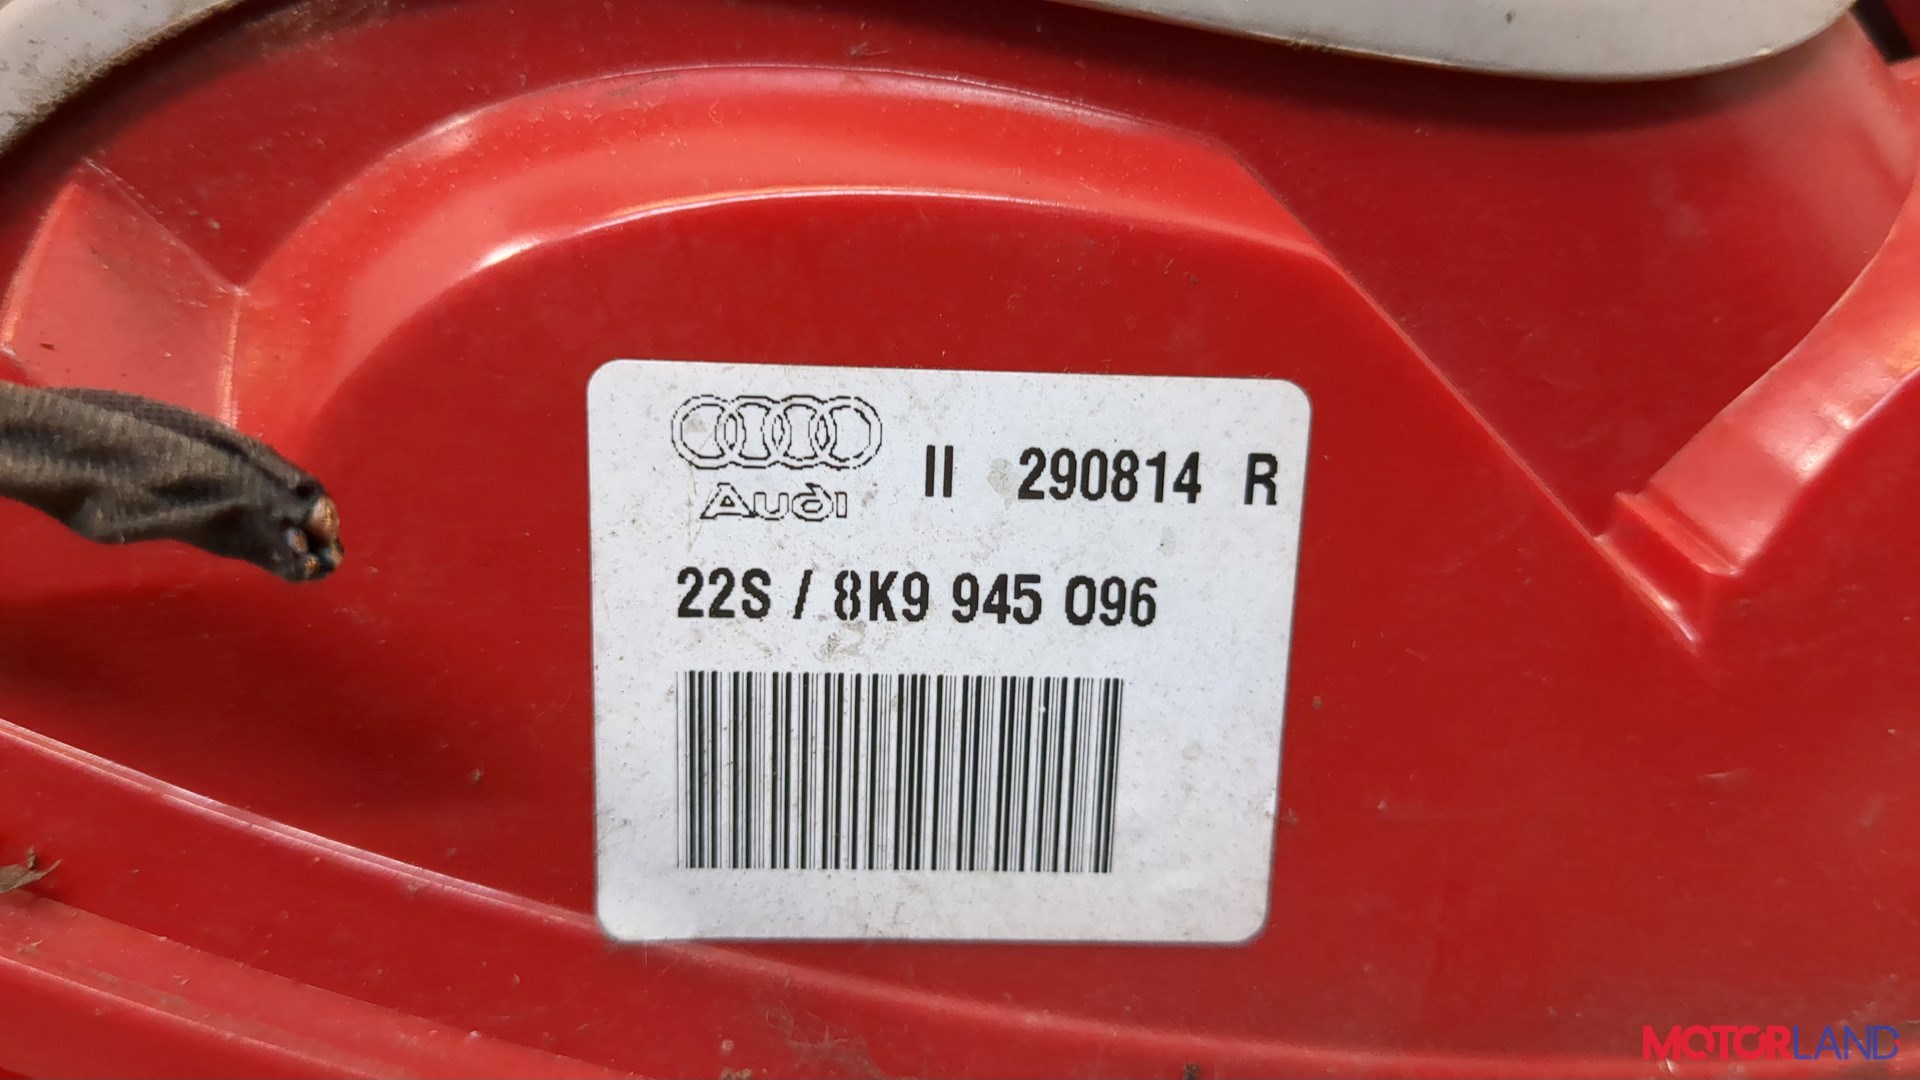 II 290814 R
Audi
22S / 8K9 945 096
MOTORLAND